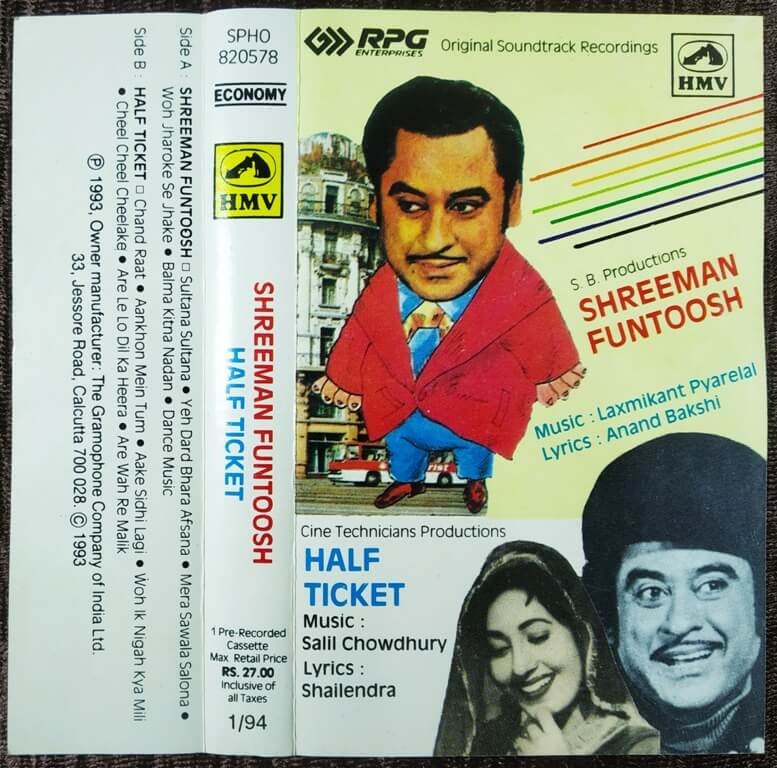 Side A : SHREEMAN FUNTOOSH □ Sultana Sultana ● Yeh Dard Bhara Afsana ● Mera Sawala Salona ●
Woh Jharoke Se Jhake ● Balma Kitna Nadan ● Dance Music
Side B : HALF TICKET □ Chand Raat ● Aankhon Mein Tum ● Aake Sidhi Lagi ● Woh Ik Nigah Kya Mili
● Cheel Cheel Cheelake ● Are Le Lo Dil Ka Heera ● Are Wah Re Malik
Ⓟ 1993, Owner manufacturer: The Gramophone Company of India Ltd.
33, Jessore Road, Calcutta 700 028. © 1993
SPHO
820578
ECONOMY
HMV
SHREEMAN FUNTOOSH
HALF TICKET
1 Pre-Recorded
Cassette
Max. Retail Price
RS. 27.00
Inclusive of
all Taxes
1/94
RPG
ENTERPRISES
Original Soundtrack Recordings
HMV
S. B. Productions
SHREEMAN
FUNTOOSH
Music : Laxmikant Pyarelal
Lyrics : Anand Bakshi
Cine Technicians Productions
HALF
TICKET
Music :
Salil Chowdhury
Lyrics :
Shailendra